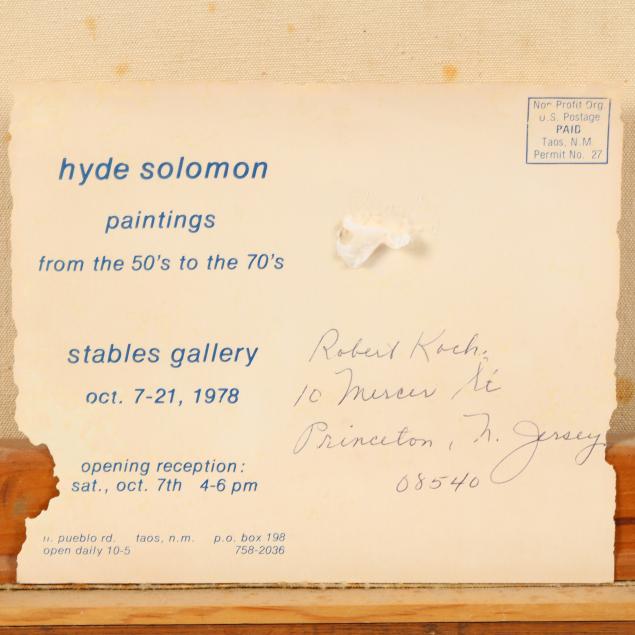 hyde solomon
paintings
from the 50's to the 70's
stables gallery
oct. 7-21, 1978
opening reception:
sat., oct. 7th 4-6 pm
n. pueblo rd. taos, n.m. p.o. box 198
open daily 10-5 758-2036
Non Profit Org.
U.S. Postage
PAID
Taos, N.M.
Permit No. 27
Robert Koch.
10 Mercer St
Princeton, N. Jersey
08540